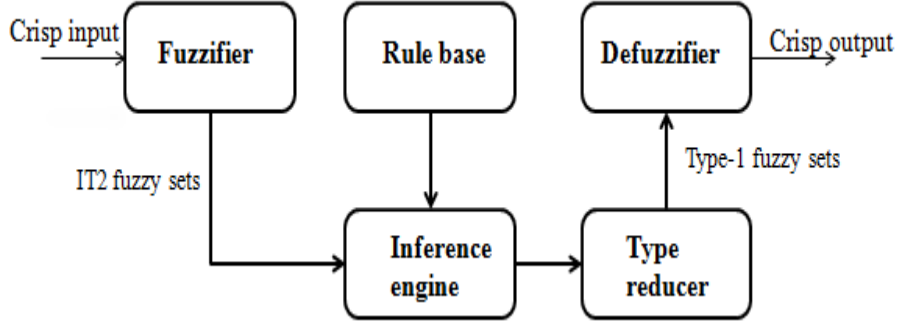 Crisp input
Fuzzifier
Rule base
Defuzzifier
Crisp output
IT2 fuzzy sets
Type-1 fuzzy sets
Inference
engine
Type
reducer